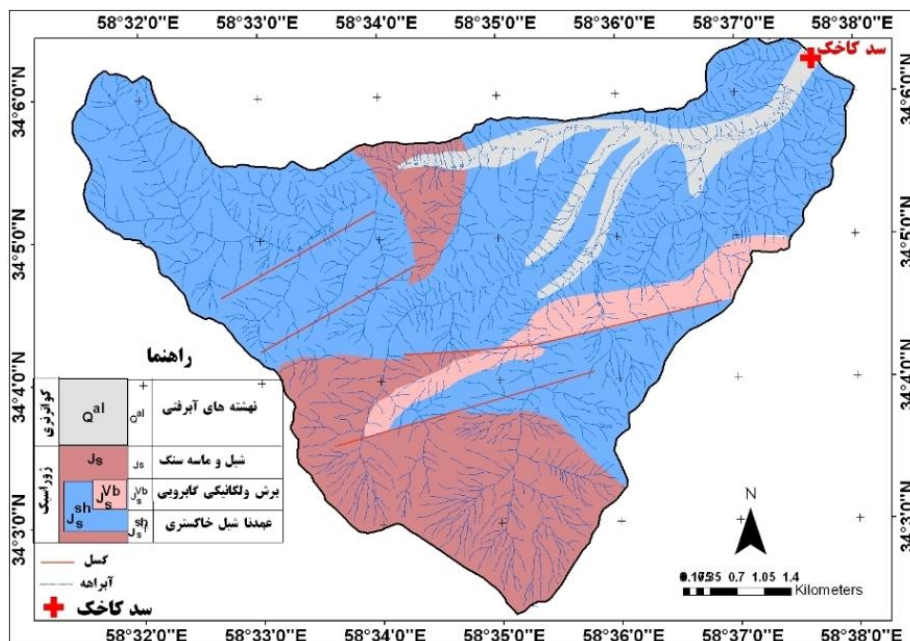 58°32'0"E 58°33'0"E 58°34'0"E 58°35'0"E 58°36'0"E 58°37'0"E 58°38'0"E
سد کاخک
34°6'0"N 34°6'0"N
34°5'0"N 34°5'0"N
34°4'0"N 34°4'0"N
34°3'0"N 34°3'0"N
راهنما
کواترنری
Qal Qal نهشته های آبرفتی
ژوراسیک
Js Js شیل و ماسه سنگ
JsVb JsVb برش ولکانیکی گابرویی
Jssh Jssh عمدتا شیل خاکستری
کسل
آبراهه
سد کاخک
N
0.7 1.05 1.4
Kilometers
58°32'0"E 58°33'0"E 58°34'0"E 58°35'0"E 58°36'0"E 58°37'0"E 58°38'0"E